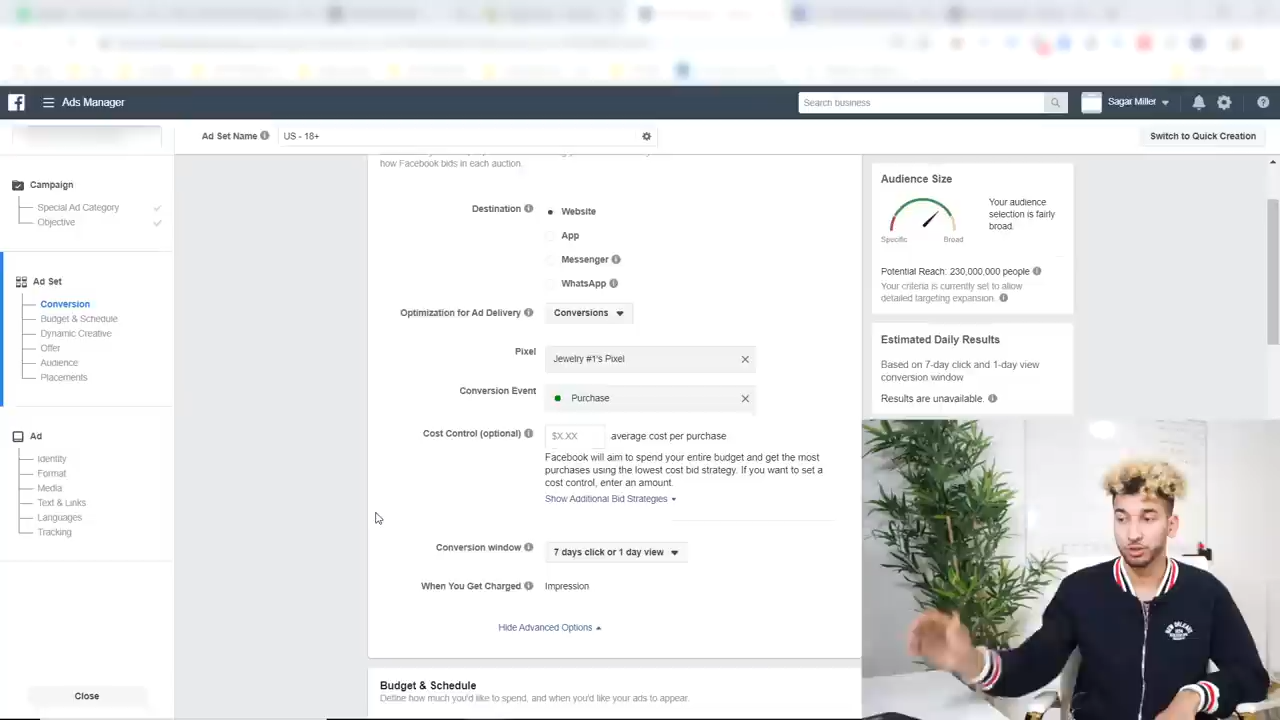 Ads Manager
Search business
Sagar Miller
Ad Set Name
US - 18+
Switch to Quick Creation
how Facebook bids in each auction.
Campaign
Special Ad Category
Objective
Ad Set
Conversion
Budget & Schedule
Dynamic Creative
Offer
Audience
Placements
Ad
Identity
Format
Media
Text & Links
Languages
Tracking
Close
Destination
Website
App
Messenger
WhatsApp
Optimization for Ad Delivery
Conversions
Pixel
Jewelry #1's Pixel
Conversion Event
Purchase
Cost Control (optional)
$X.XX
average cost per purchase
Facebook will aim to spend your entire budget and get the most
purchases using the lowest cost bid strategy. If you want to set a
cost control, enter an amount.
Show Additional Bid Strategies
Conversion window
7 days click or 1 day view
When You Get Charged
Impression
Hide Advanced Options
Budget & Schedule
Define how much you'd like to spend, and when you'd like your ads to appear.
Audience Size
Your audience
selection is fairly
broad.
Specific
Broad
Potential Reach: 230,000,000 people
Your criteria is currently set to allow
detailed targeting expansion.
Estimated Daily Results
Based on 7-day click and 1-day view
conversion window
Results are unavailable.
NEW ORLEANS